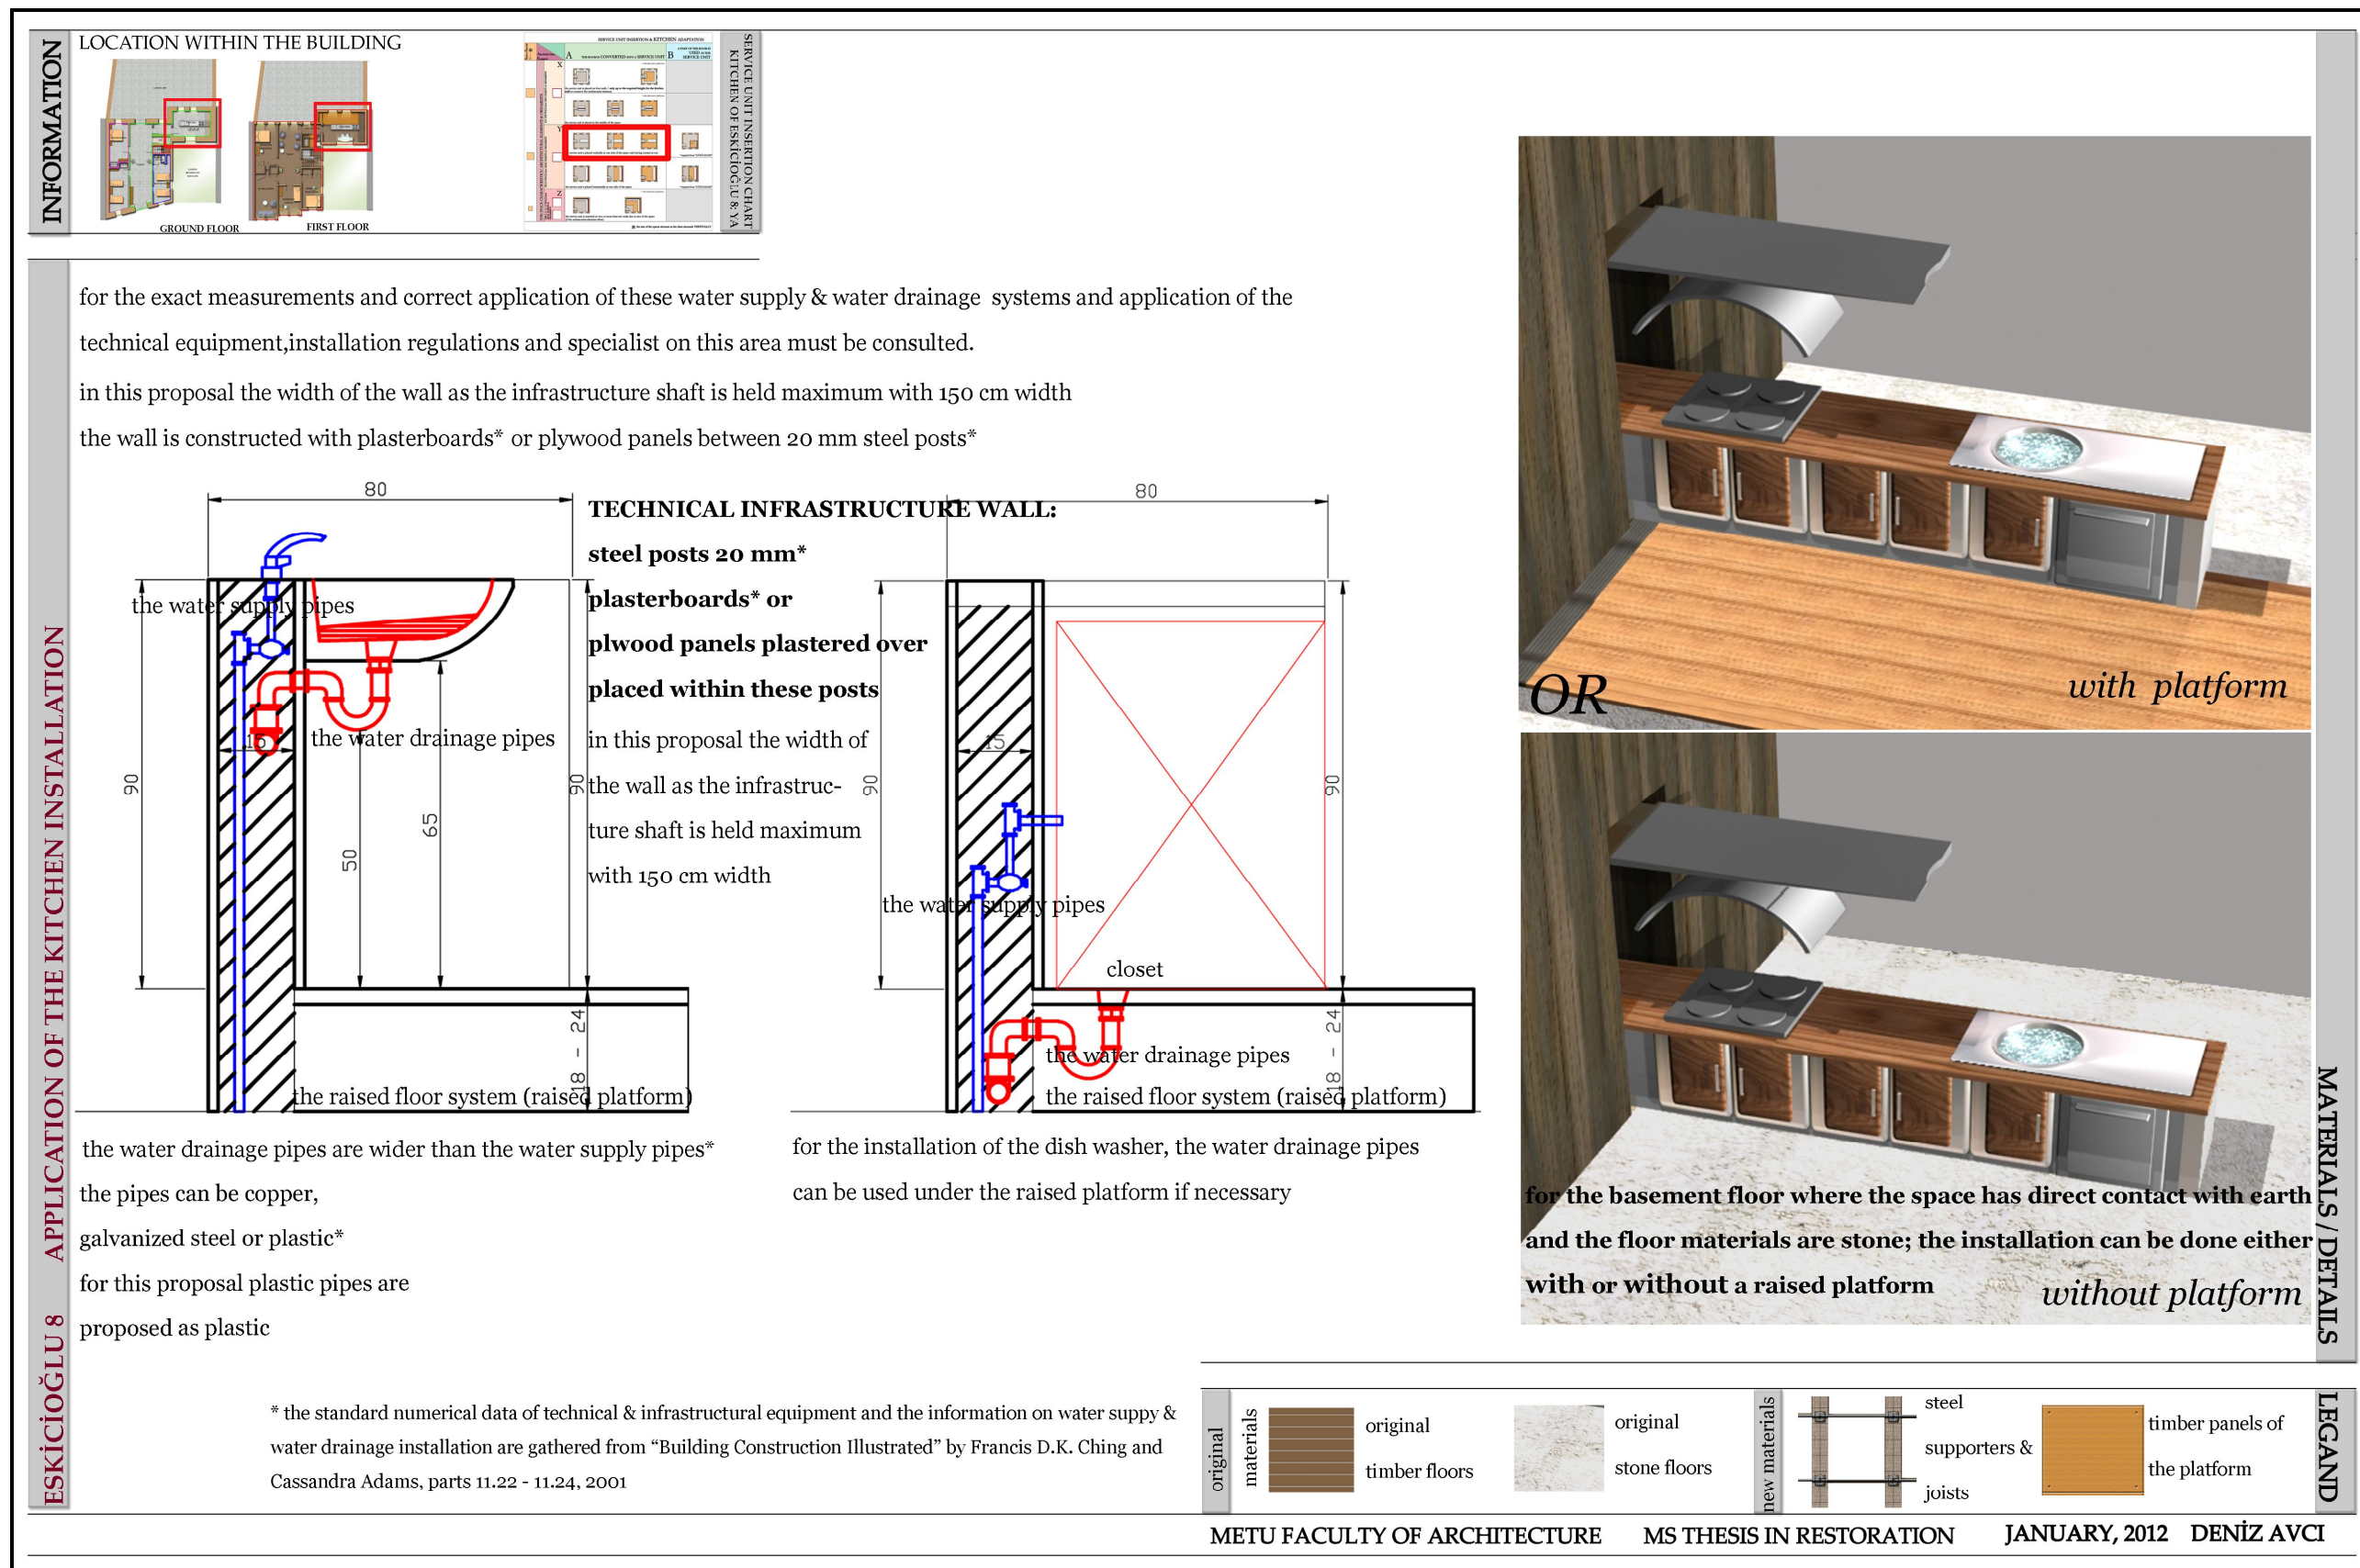 INFORMATION
LOCATION WITHIN THE BUILDING
GROUND FLOOR
FIRST FLOOR
SERVICE UNIT INSERTION & KITCHEN ADAPTATION
A
B
X
Y
Z
SERVICE UNIT INSERTION CHART
KITCHEN OF ESKİCİOĞLU 8: YA
ESKİCİOĞLU 8 APPLICATION OF THE KITCHEN INSTALLATION
for the exact measurements and correct application of these water supply & water drainage systems and application of the
technical equipment,installation regulations and specialist on this area must be consulted.
in this proposal the width of the wall as the infrastructure shaft is held maximum with 150 cm width
the wall is constructed with plasterboards* or plywood panels between 20 mm steel posts*
80
the water supply pipes
15
the water drainage pipes
90
50
65
90
18 - 24
the raised floor system (raised platform)
TECHNICAL INFRASTRUCTURE WALL:
steel posts 20 mm*
plasterboards* or
plwood panels plastered over
placed within these posts
in this proposal the width of
the wall as the infrastruc-
ture shaft is held maximum
with 150 cm width
80
15
90
90
the water supply pipes
closet
18 - 24
the water drainage pipes
the raised floor system (raised platform)
the water drainage pipes are wider than the water supply pipes*
the pipes can be copper,
galvanized steel or plastic*
for this proposal plastic pipes are
proposed as plastic
for the installation of the dish washer, the water drainage pipes
can be used under the raised platform if necessary
OR
with platform
for the basement floor where the space has direct contact with earth
and the floor materials are stone; the installation can be done either
with or without a raised platform
without platform
MATERIALS / DETAILS
* the standard numerical data of technical & infrastructural equipment and the information on water suppy &
water drainage installation are gathered from “Building Construction Illustrated” by Francis D.K. Ching and
Cassandra Adams, parts 11.22 - 11.24, 2001
original
materials
original
timber floors
original
stone floors
new materials
steel
supporters &
joists
timber panels of
the platform
LEGAND
METU FACULTY OF ARCHITECTURE MS THESIS IN RESTORATION JANUARY, 2012 DENİZ AVCI